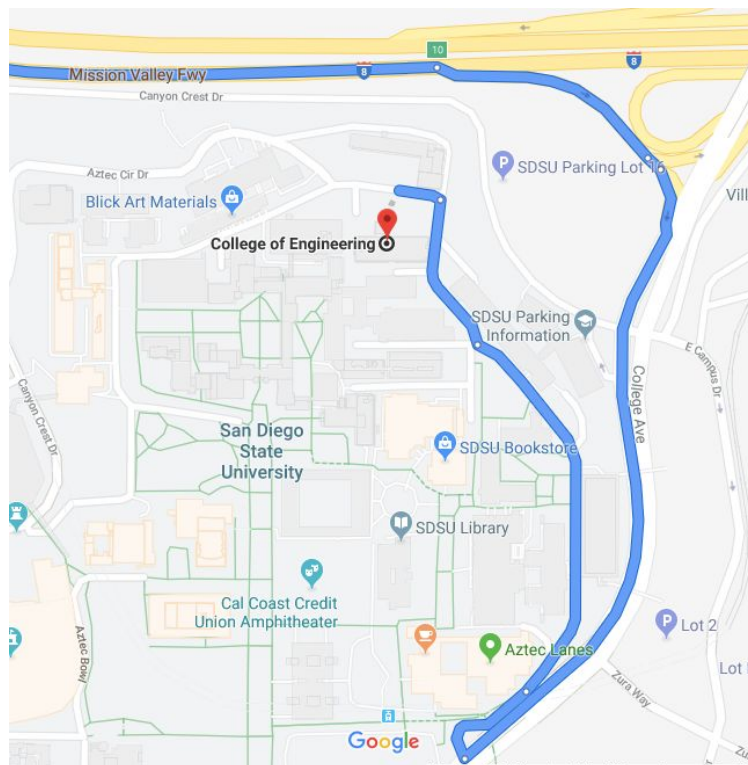 10
8
8
Mission Valley Fwy
Canyon Crest Dr
Aztec Cir Dr
P
SDSU Parking Lot 16
Blick Art Materials
Vill
College of Engineering
SDSU Parking
Information
E Campus Dr
College Ave
Canyon Crest Dr
San Diego
State
University
SDSU Bookstore
SDSU Library
Cal Coast Credit
Union Amphitheater
P
Lot 2
Aztec Bowl
Aztec Lanes
Lot
Zura Way
Zu
Google